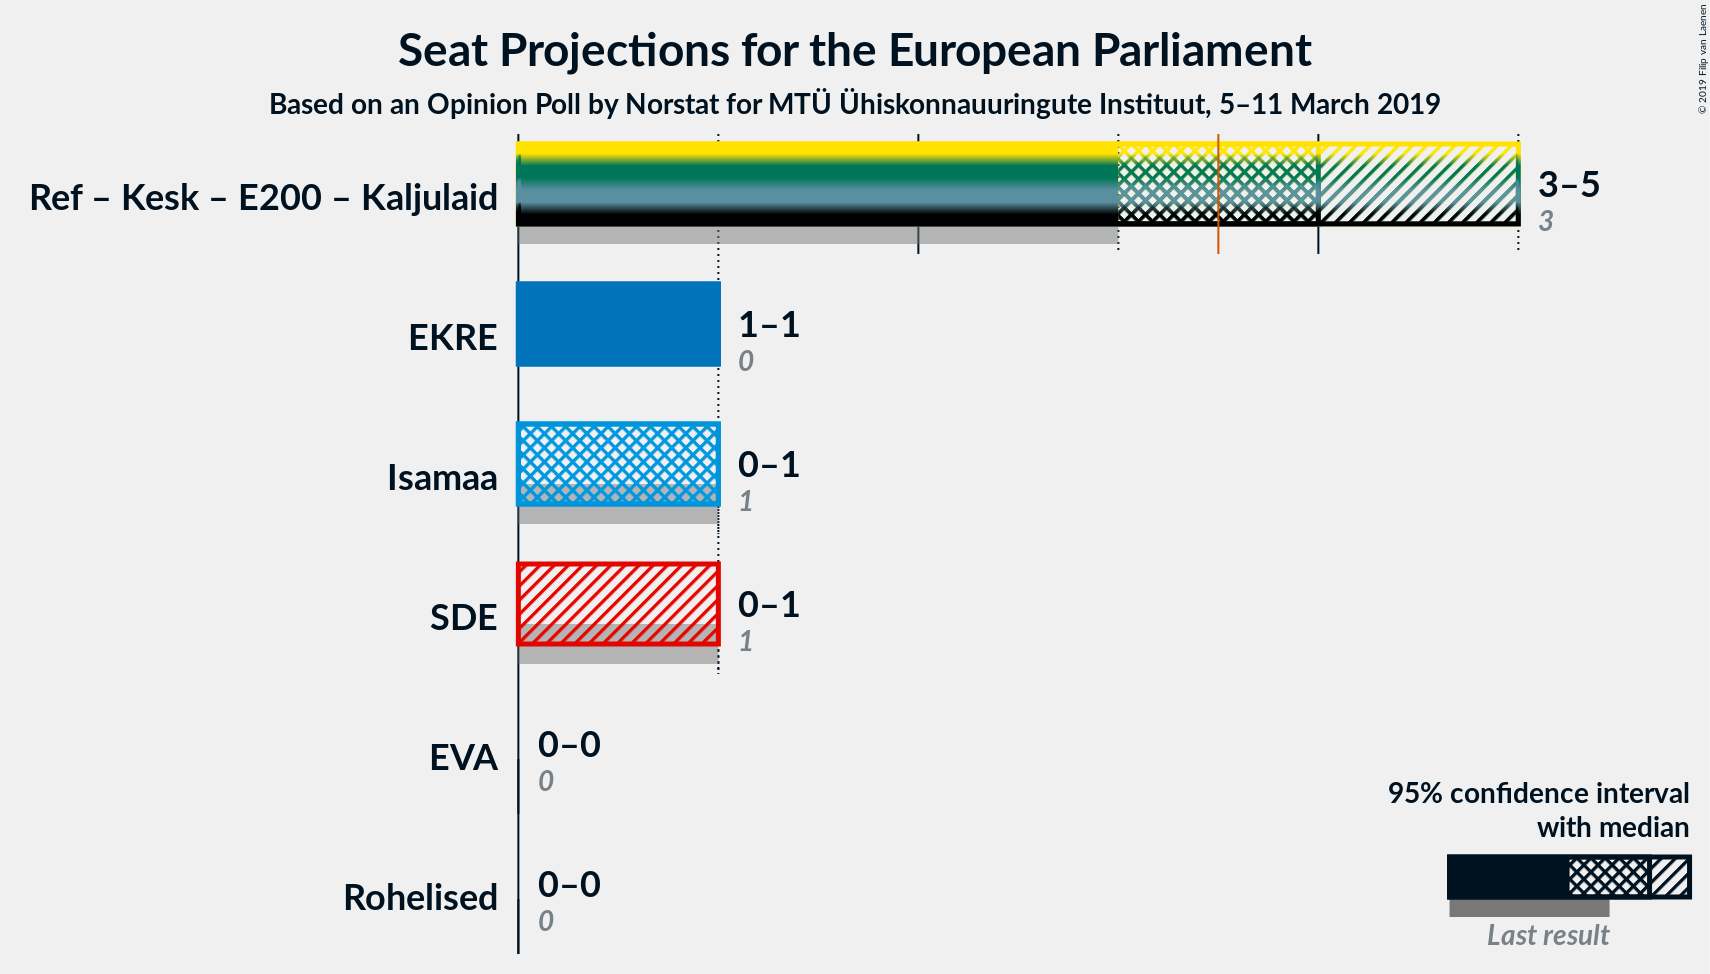 Seat Projections for the European Parliament
Based on an Opinion Poll by Norstat for MTÜ Ühiskonnauuringute Instituut, 5–11 March 2019
© 2019 Filip van Laenen
Ref – Kesk – E200 – Kaljulaid
3–5
3
EKRE
1–1
0
Isamaa
0–1
1
SDE
0–1
1
EVA
0–0
0
Rohelised
0–0
0
95% confidence interval
with median
Last result